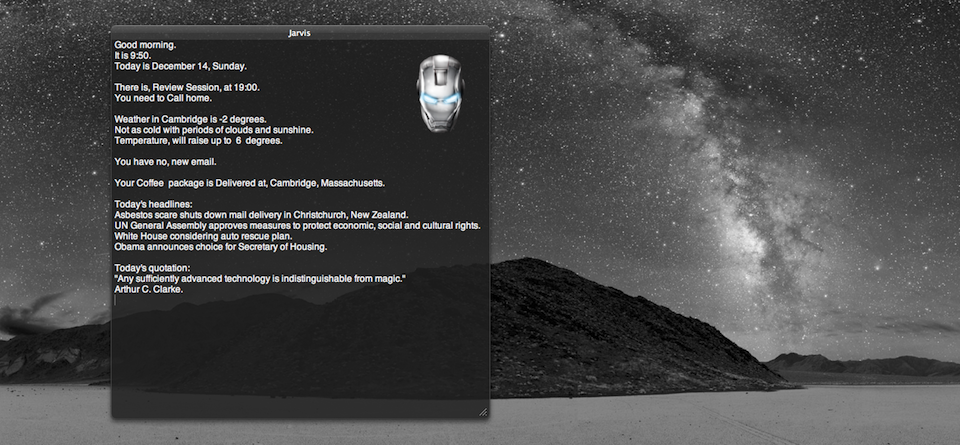 Jarvis
Good morning.
It is 9:50.
Today is December 14, Sunday.
There is, Review Session, at 19:00.
You need to Call home.
Weather in Cambridge is -2 degrees.
Not as cold with periods of clouds and sunshine.
Temperature, will raise up to  6  degrees.
You have no, new email.
Your Coffee  package is Delivered at, Cambridge, Massachusetts.
Today's headlines:
Asbestos scare shuts down mail delivery in Christchurch, New Zealand.
UN General Assembly approves measures to protect economic, social and cultural rights.
White House considering auto rescue plan.
Obama announces choice for Secretary of Housing.
Today's quotation:
"Any sufficiently advanced technology is indistinguishable from magic."
Arthur C. Clarke.